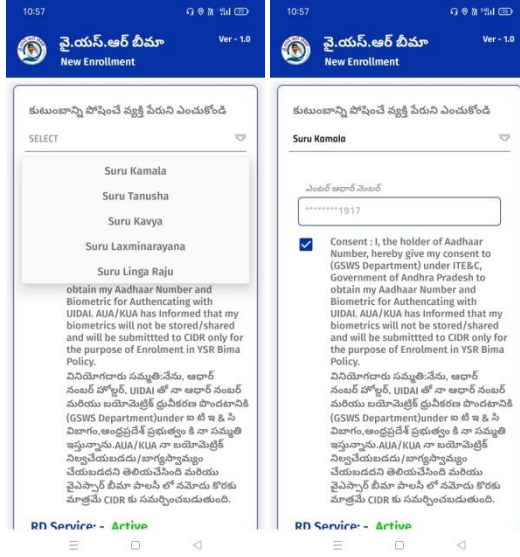 10:57
వై.యస్.ఆర్ బీమా
Ver - 1.0
New Enrollment
కుటుంబాన్ని పోషించే వ్యక్తి పేరుని ఎంచుకోండి
SELECT
Suru Kamala
Suru Tanusha
Suru Kavya
Suru Laxminarayana
Suru Linga Raju
obtain my Aadhaar Number and
Biometric for Authencating with
UIDAI. AUA/KUA has Informed that my
biometrics will not be stored/shared
and will be submittted to CIDR only for
the purpose of Enrolment in YSR Bima
Policy.
వినియోగదారు సమ్మతి:నేను, ఆధార్
నంబర్ హోల్డర్, UIDAI తో నా ఆధార్ నంబర్
మరియు బయోమెట్రిక్ ధ్రువీకరణ పొందటానికి
(GSWS Department)under ఐ టి ఇ & సి
విభాగం,ఆంధ్రప్రదేశ్ ప్రభుత్వం కి నా సమ్మతి
ఇస్తున్నాను.AUA/KUA నా బయోమెట్రిక్
నిల్వచేయబడదు/భాగస్వామ్యం
చేయబడదని తెలియచేసింది మరియు
వైఎస్సార్ బీమా పాలసీ లో నమోదు కొరకు
మాత్రమే CIDR కు సమర్పించబడుతుంది.
RD Service: - Active
10:57
వై.యస్.ఆర్ బీమా
Ver - 1.0
New Enrollment
కుటుంబాన్ని పోషించే వ్యక్తి పేరుని ఎంచుకోండి
Suru Kamala
ఎంటర్ ఆధార్ నెంబర్
********1917
Consent : I, the holder of Aadhaar
Number, hereby give my consent to
(GSWS Department) under ITE&C,
Government of Andhra Pradesh to
obtain my Aadhaar Number and
Biometric for Authencating with
UIDAI. AUA/KUA has Informed that my
biometrics will not be stored/shared
and will be submittted to CIDR only for
the purpose of Enrolment in YSR Bima
Policy.
వినియోగదారు సమ్మతి:నేను, ఆధార్
నంబర్ హోల్డర్, UIDAI తో నా ఆధార్ నంబర్
మరియు బయోమెట్రిక్ ధ్రువీకరణ పొందటానికి
(GSWS Department)under ఐ టి ఇ & సి
విభాగం,ఆంధ్రప్రదేశ్ ప్రభుత్వం కి నా సమ్మతి
ఇస్తున్నాను.AUA/KUA నా బయోమెట్రిక్
నిల్వచేయబడదు/భాగస్వామ్యం
చేయబడదని తెలియచేసింది మరియు
వైఎస్సార్ బీమా పాలసీ లో నమోదు కొరకు
మాత్రమే CIDR కు సమర్పించబడుతుంది.
RD Service: - Active